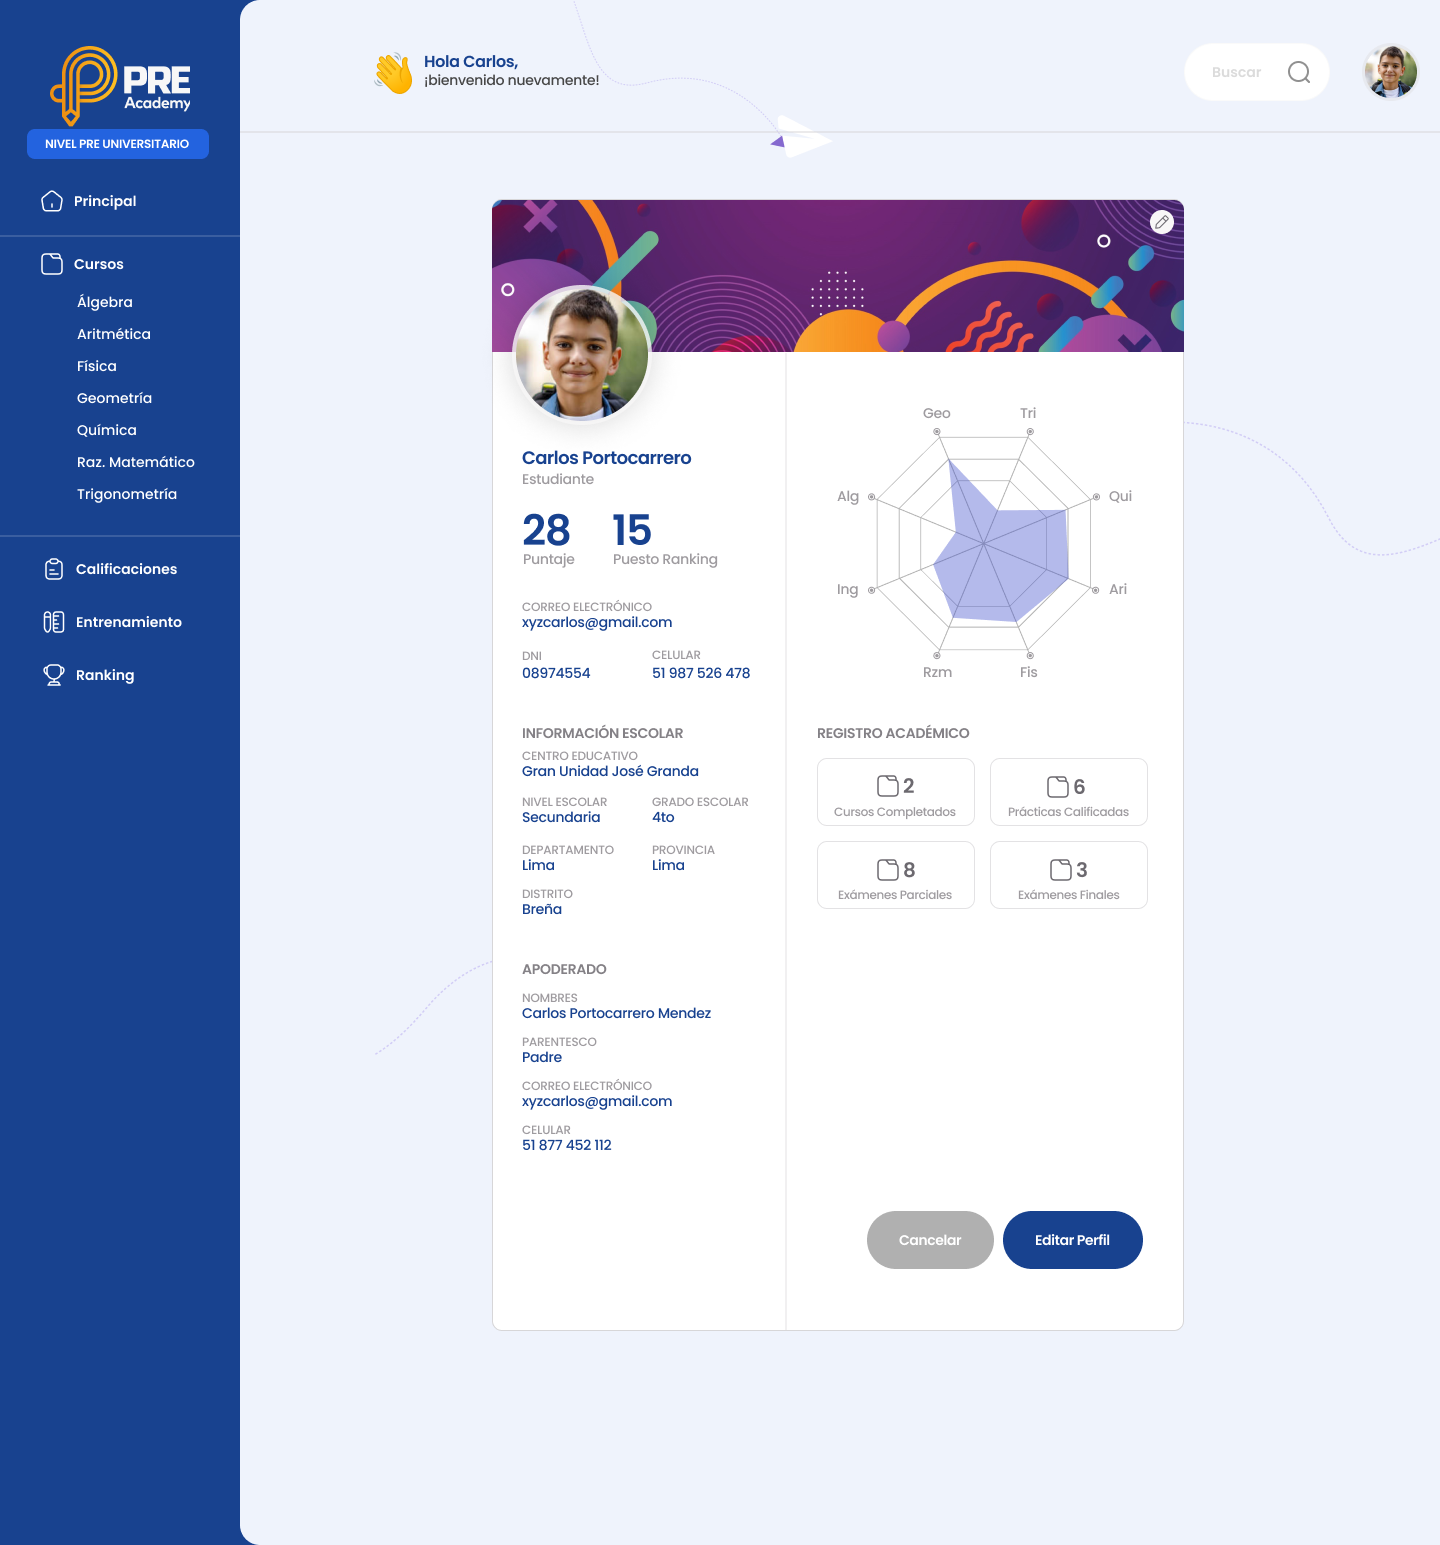 PRE
Academy
NIVEL PRE UNIVERSITARIO
Principal
Cursos
Álgebra
Aritmética
Física
Geometría
Química
Raz. Matemático
Trigonometría
Calificaciones
Entrenamiento
Ranking
Hola Carlos,
¡bienvenido nuevamente!
Buscar
Carlos Portocarrero
Estudiante
28 15
Puntaje Puesto Ranking
CORREO ELECTRÓNICO
xyzcarlos@gmail.com
DNI CELULAR
08974554 51 987 526 478
INFORMACIÓN ESCOLAR
CENTRO EDUCATIVO
Gran Unidad José Granda
NIVEL ESCOLAR GRADO ESCOLAR
Secundaria 4to
DEPARTAMENTO PROVINCIA
Lima Lima
DISTRITO
Breña
APODERADO
NOMBRES
Carlos Portocarrero Mendez
PARENTESCO
Padre
CORREO ELECTRÓNICO
xyzcarlos@gmail.com
CELULAR
51 877 452 112
Geo Tri
Alg Qui
Ing Ari
Rzm Fis
REGISTRO ACADÉMICO
2 6
Cursos Completados Prácticas Calificadas
8 3
Exámenes Parciales Exámenes Finales
Cancelar Editar Perfil